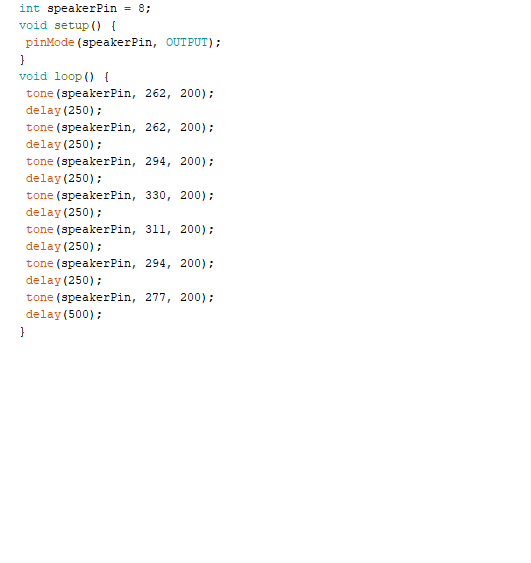 int speakerPin = 8;
void setup() {
pinMode(speakerPin, OUTPUT);
}
void loop() {
tone(speakerPin, 262, 200);
delay(250);
tone(speakerPin, 262, 200);
delay(250);
tone(speakerPin, 294, 200);
delay(250);
tone(speakerPin, 330, 200);
delay(250);
tone(speakerPin, 311, 200);
delay(250);
tone(speakerPin, 294, 200);
delay(250);
tone(speakerPin, 277, 200);
delay(500);
}